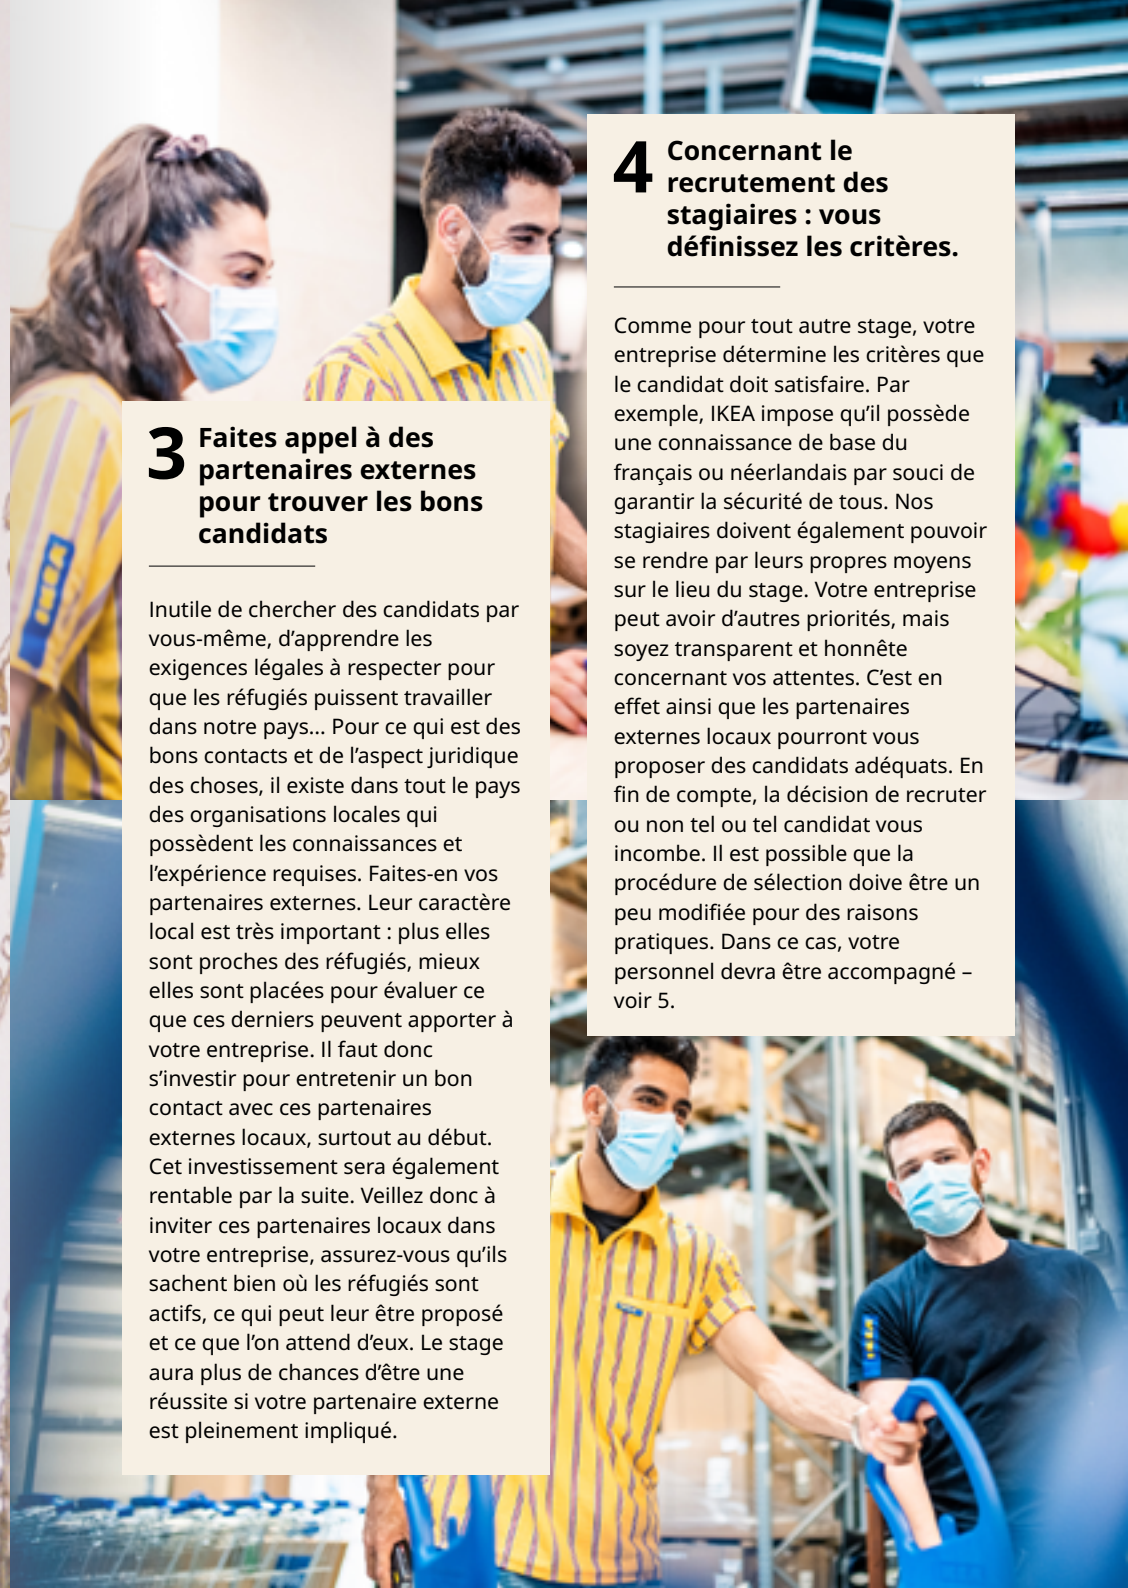 3 Faites appel à des
partenaires externes
pour trouver les bons
candidats
Inutile de chercher des candidats par
vous-même, d’apprendre les
exigences légales à respecter pour
que les réfugiés puissent travailler
dans notre pays... Pour ce qui est des
bons contacts et de l’aspect juridique
des choses, il existe dans tout le pays
des organisations locales qui
possèdent les connaissances et
l’expérience requises. Faites-en vos
partenaires externes. Leur caractère
local est très important : plus elles
sont proches des réfugiés, mieux
elles sont placées pour évaluer ce
que ces derniers peuvent apporter à
votre entreprise. Il faut donc
s’investir pour entretenir un bon
contact avec ces partenaires
externes locaux, surtout au début.
Cet investissement sera également
rentable par la suite. Veillez donc à
inviter ces partenaires locaux dans
votre entreprise, assurez-vous qu’ils
sachent bien où les réfugiés sont
actifs, ce qui peut leur être proposé
et ce que l’on attend d’eux. Le stage
aura plus de chances d’être une
réussite si votre partenaire externe
est pleinement impliqué.
4 Concernant le
recrutement des
stagiaires : vous
définissez les critères.
Comme pour tout autre stage, votre
entreprise détermine les critères que
le candidat doit satisfaire. Par
exemple, IKEA impose qu’il possède
une connaissance de base du
français ou néerlandais par souci de
garantir la sécurité de tous. Nos
stagiaires doivent également pouvoir
se rendre par leurs propres moyens
sur le lieu du stage. Votre entreprise
peut avoir d’autres priorités, mais
soyez transparent et honnête
concernant vos attentes. C’est en
effet ainsi que les partenaires
externes locaux pourront vous
proposer des candidats adéquats. En
fin de compte, la décision de recruter
ou non tel ou tel candidat vous
incombe. Il est possible que la
procédure de sélection doive être un
peu modifiée pour des raisons
pratiques. Dans ce cas, votre
personnel devra être accompagné –
voir 5.
IKEA
IKEA